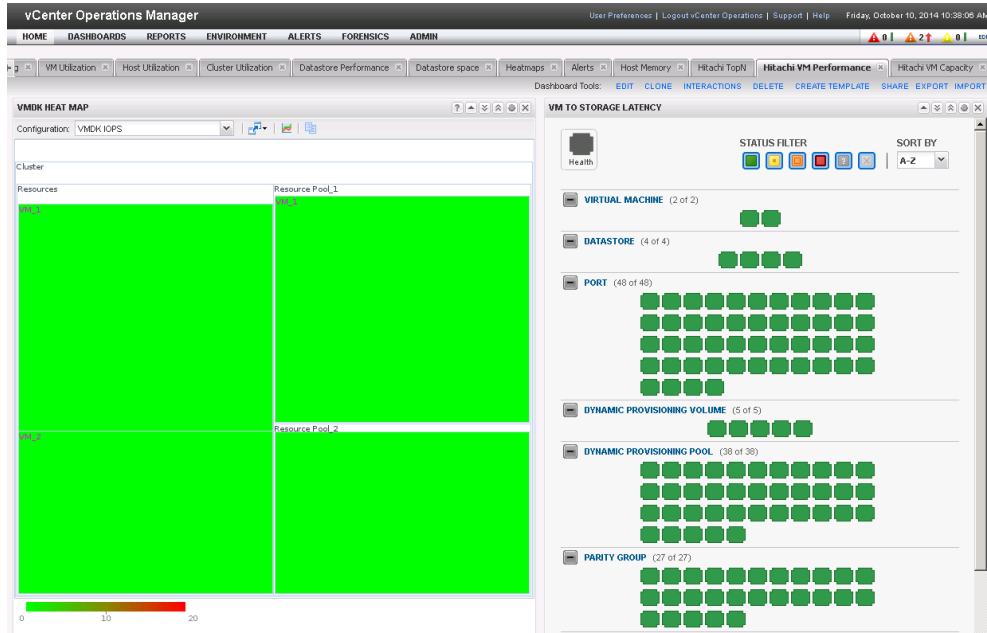 vCenter Operations Manager
User Preferences | Logout vCenter Operations | Support | Help Friday, October 10, 2014 10:38:06 AM
HOME DASHBOARDS REPORTS ENVIRONMENT ALERTS FORENSICS ADMIN
0 2 0
VM Utilization Host Utilization Cluster Utilization Datastore Performance Datastore space Heatmaps Alerts Host Memory Hitachi TopN Hitachi VM Performance Hitachi VM Capacity
Dashboard Tools: EDIT CLONE INTERACTIONS DELETE CREATE TEMPLATE SHARE EXPORT IMPORT
VMDK HEAT MAP
Configuration: VMDK IOPS
Cluster
Resources Resource Pool_1
VM_1 VM_1
VM_2
Resource Pool_2
0 10 20
VM TO STORAGE LATENCY
Health
STATUS FILTER SORT BY
A-Z
VIRTUAL MACHINE (2 of 2)
DATASTORE (4 of 4)
PORT (48 of 48)
DYNAMIC PROVISIONING VOLUME (5 of 5)
DYNAMIC PROVISIONING POOL (38 of 38)
PARITY GROUP (27 of 27)